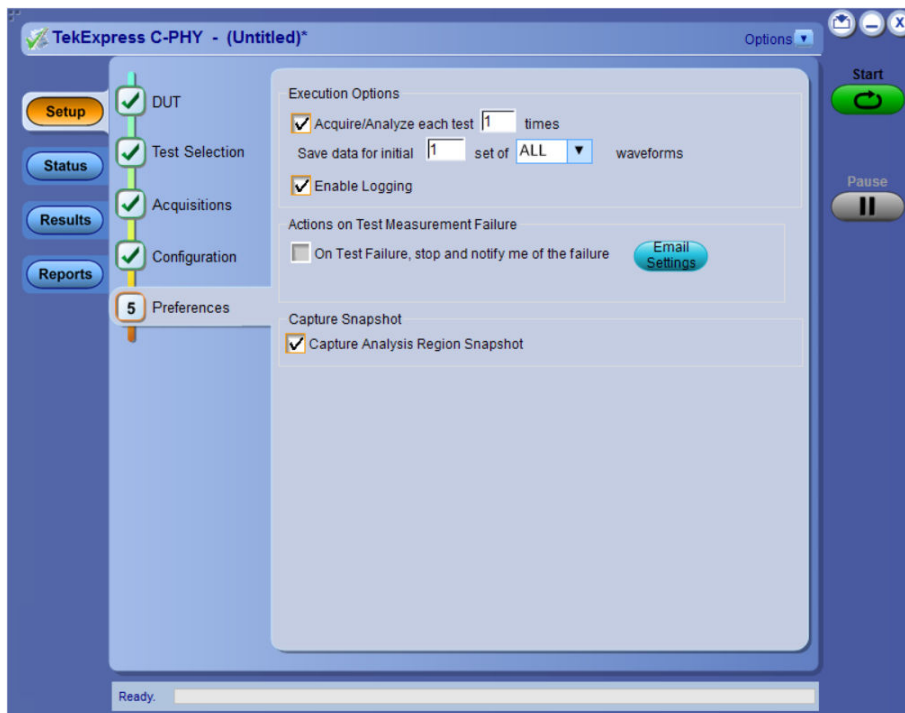 TekExpress C-PHY - (Untitled)*
Options
X
Setup
Status
Results
Reports
DUT
Test Selection
Acquisitions
Configuration
5 Preferences
Execution Options
Acquire/Analyze each test 1 times
Save data for initial 1 set of ALL waveforms
Enable Logging
Actions on Test Measurement Failure
On Test Failure, stop and notify me of the failure
Email
Settings
Capture Snapshot
Capture Analysis Region Snapshot
Start
Pause
Ready.